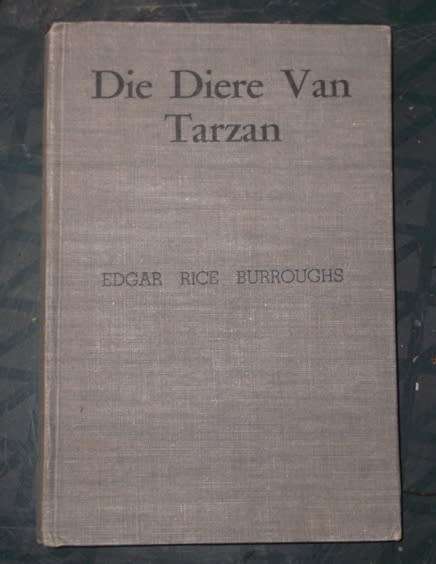 Die Diere Van
Tarzan
EDGAR RICE BURROUGHS